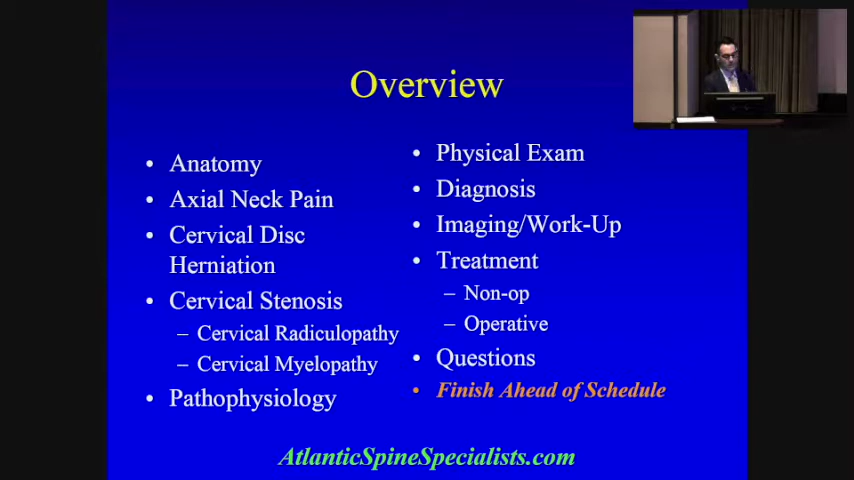 Overview
• Anatomy
• Axial Neck Pain
• Cervical Disc
Herniation
• Cervical Stenosis
– Cervical Radiculopathy
– Cervical Myelopathy
• Pathophysiology
• Physical Exam
• Diagnosis
• Imaging/Work-Up
• Treatment
– Non-op
– Operative
• Questions
• Finish Ahead of Schedule
AtlanticSpineSpecialists.com